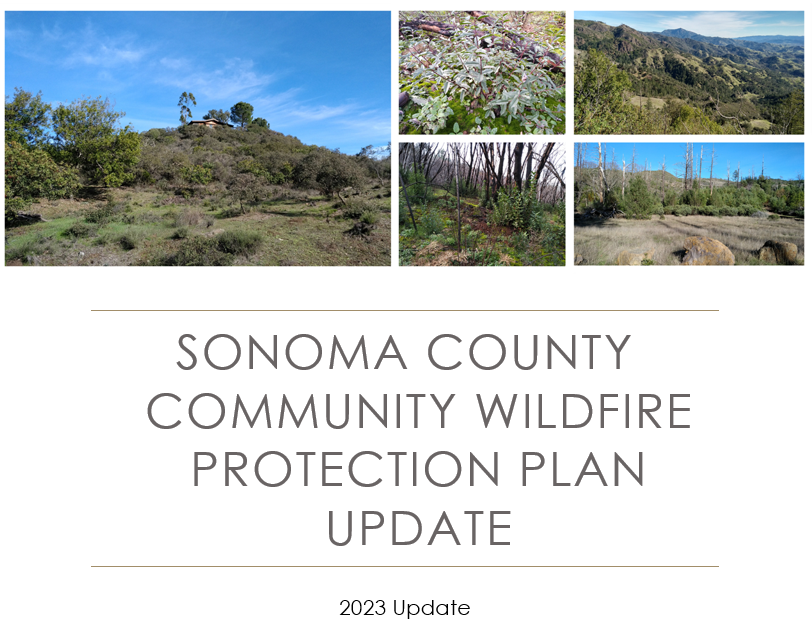 SONOMA COUNTY
COMMUNITY WILDFIRE
PROTECTION PLAN
UPDATE
2023 Update